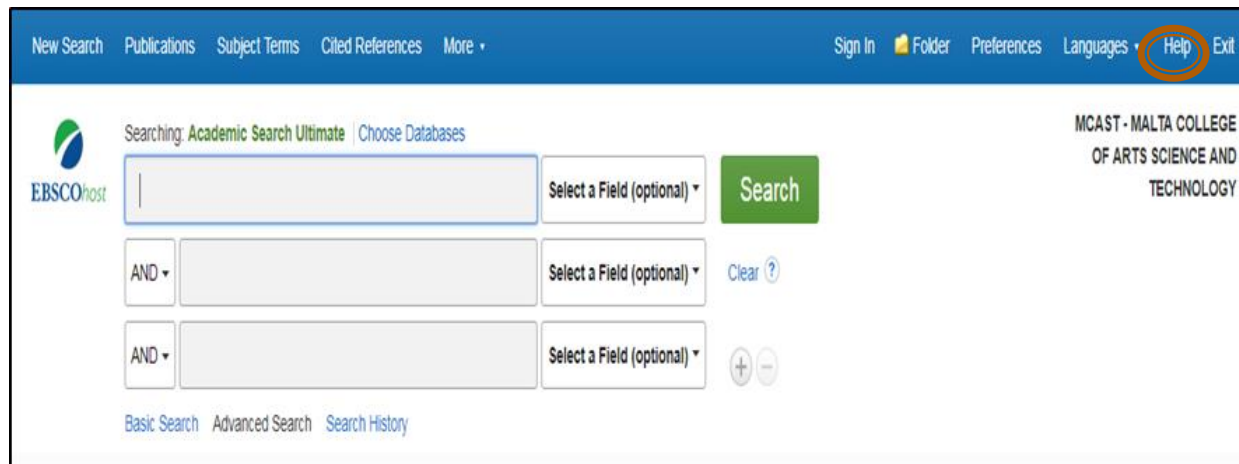 New Search Publications Subject Terms Cited References More Sign In Folder Preferences Languages Help Exit
Searching: Academic Search Ultimate Choose Databases
MCAST - MALTA COLLEGE
OF ARTS SCIENCE AND
TECHNOLOGY
EBSCOhost
Select a Field (optional) Search
AND Select a Field (optional) Clear ?
AND Select a Field (optional) + −
Basic Search Advanced Search Search History